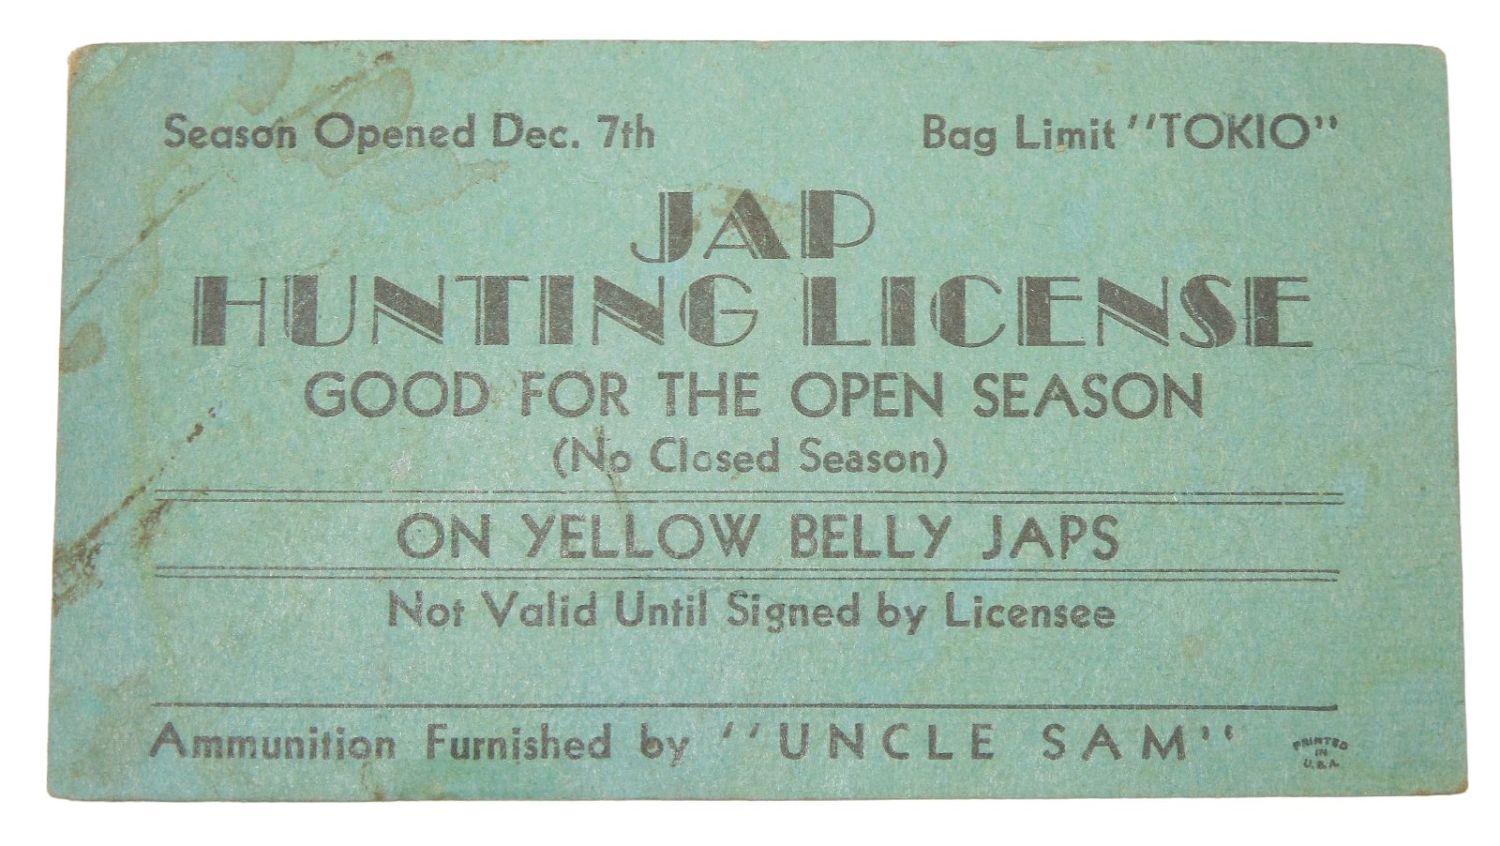 Season Opened Dec. 7th Bag Limit "TOKIO"
JAP
HUNTING LICENSE
GOOD FOR THE OPEN SEASON
(No Closed Season)
ON YELLOW BELLY JAPS
Not Valid Until Signed by Licensee
Ammunition Furnished by "UNCLE SAM"
PRINTED
IN
U.S.A.